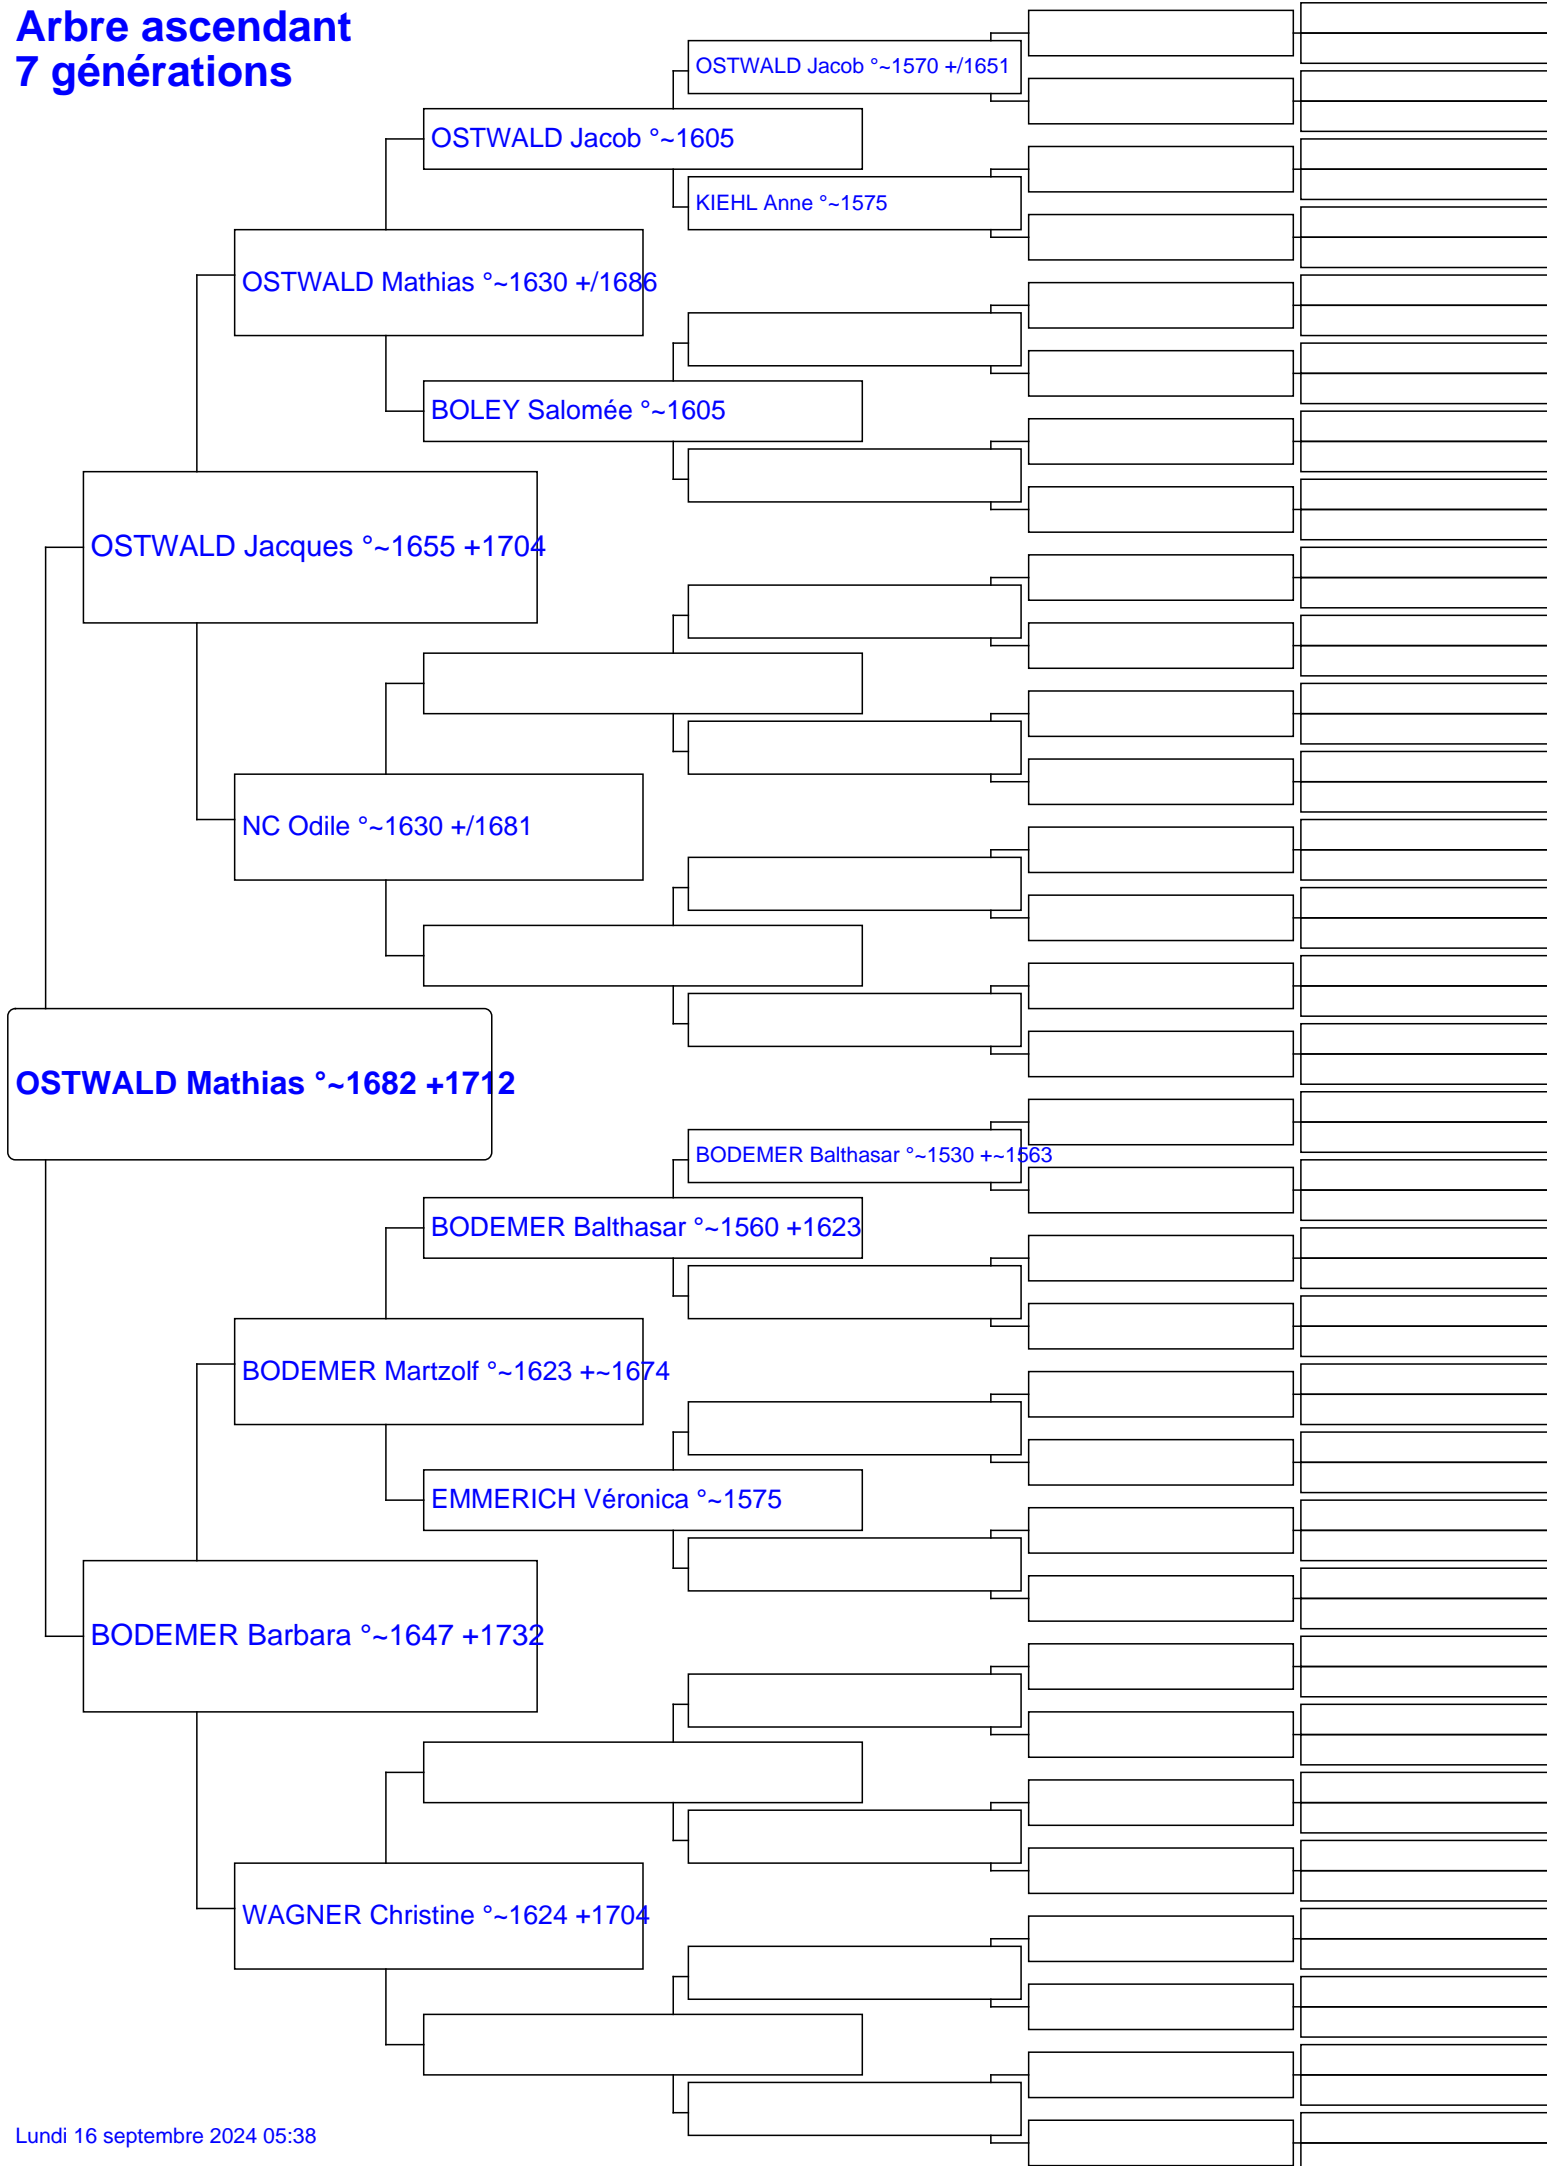 Arbre ascendant
7 générations
OSTWALD Jacob °~1570 +/1651
OSTWALD Jacob °~1605
KIEHL Anne °~1575
OSTWALD Mathias °~1630 +/1686
BOLEY Salomée °~1605
OSTWALD Jacques °~1655 +1704
NC Odile °~1630 +/1681
OSTWALD Mathias °~1682 +1712
BODEMER Balthasar °~1530 +~1563
BODEMER Balthasar °~1560 +1623
BODEMER Martzolf °~1623 +~1674
EMMERICH Véronica °~1575
BODEMER Barbara °~1647 +1732
WAGNER Christine °~1624 +1704
Lundi 16 septembre 2024 05:38